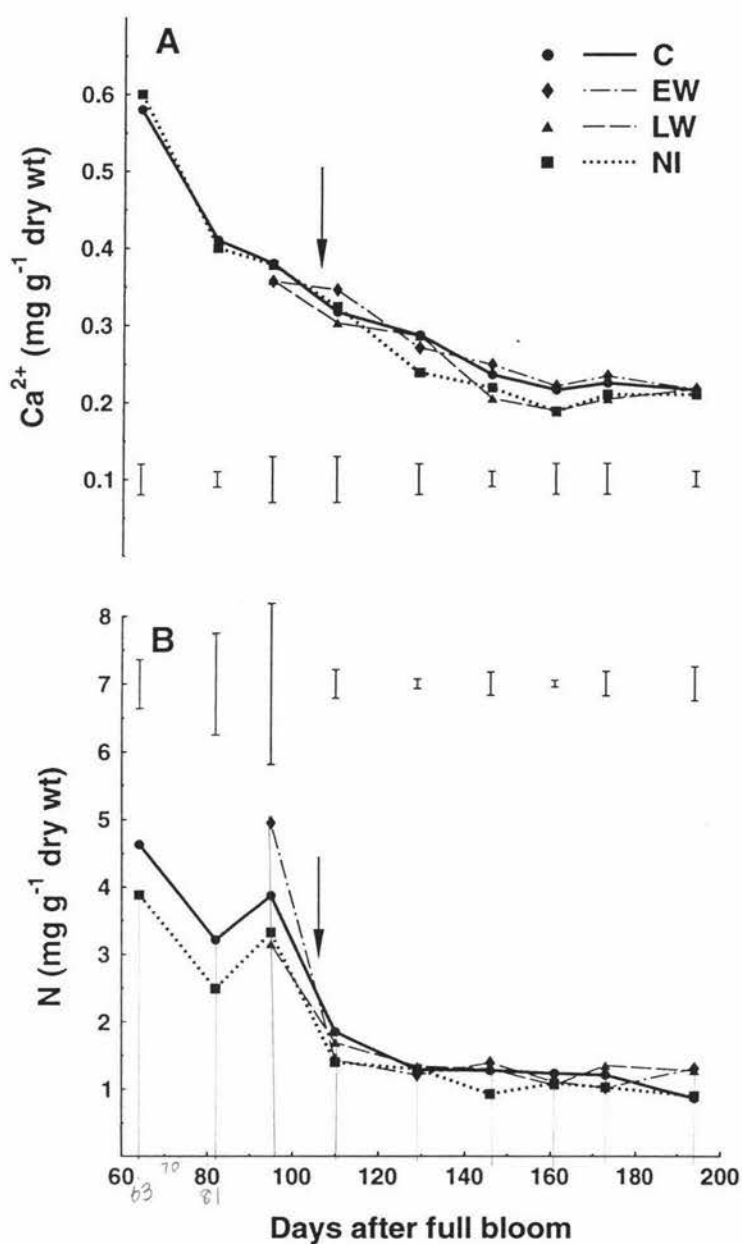 A
C
EW
LW
NI
0.6
0.5
0.4
0.3
0.2
0.1
Ca²⁺ (mg g⁻¹ dry wt)
B
8
7
6
5
4
3
2
1
N (mg g⁻¹ dry wt)
60 80 100 120 140 160 180 200
63 70 81
Days after full bloom